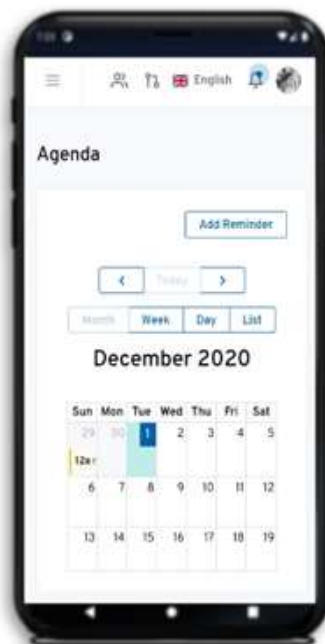 English
Agenda
Add Reminder
Today
Month Week Day List
December 2020
Sun Mon Tue Wed Thu Fri Sat
29 30 1 2 3 4 5
6 7 8 9 10 11 12
13 14 15 16 17 18 19